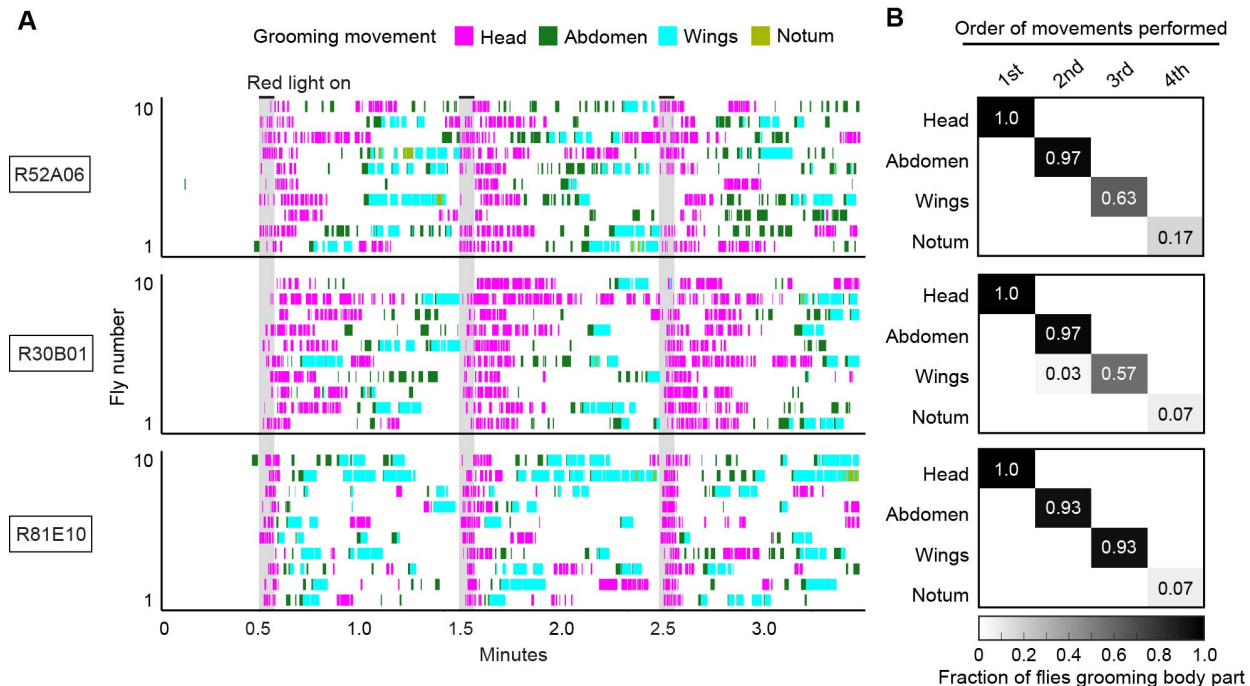 A
Grooming movement Head Abdomen Wings Notum
Red light on
R52A06
10
1
R30B01
10
1
R81E10
10
1
Fly number
0 0.5 1.0 1.5 2.0 2.5 3.0
Minutes
B
Order of movements performed
1st 2nd 3rd 4th
Head 1.0
Abdomen 0.97
Wings 0.63
Notum 0.17
Head 1.0
Abdomen 0.97
Wings 0.03 0.57
Notum 0.07
Head 1.0
Abdomen 0.93
Wings 0.93
Notum 0.07
0 0.2 0.4 0.6 0.8 1.0
Fraction of flies grooming body part